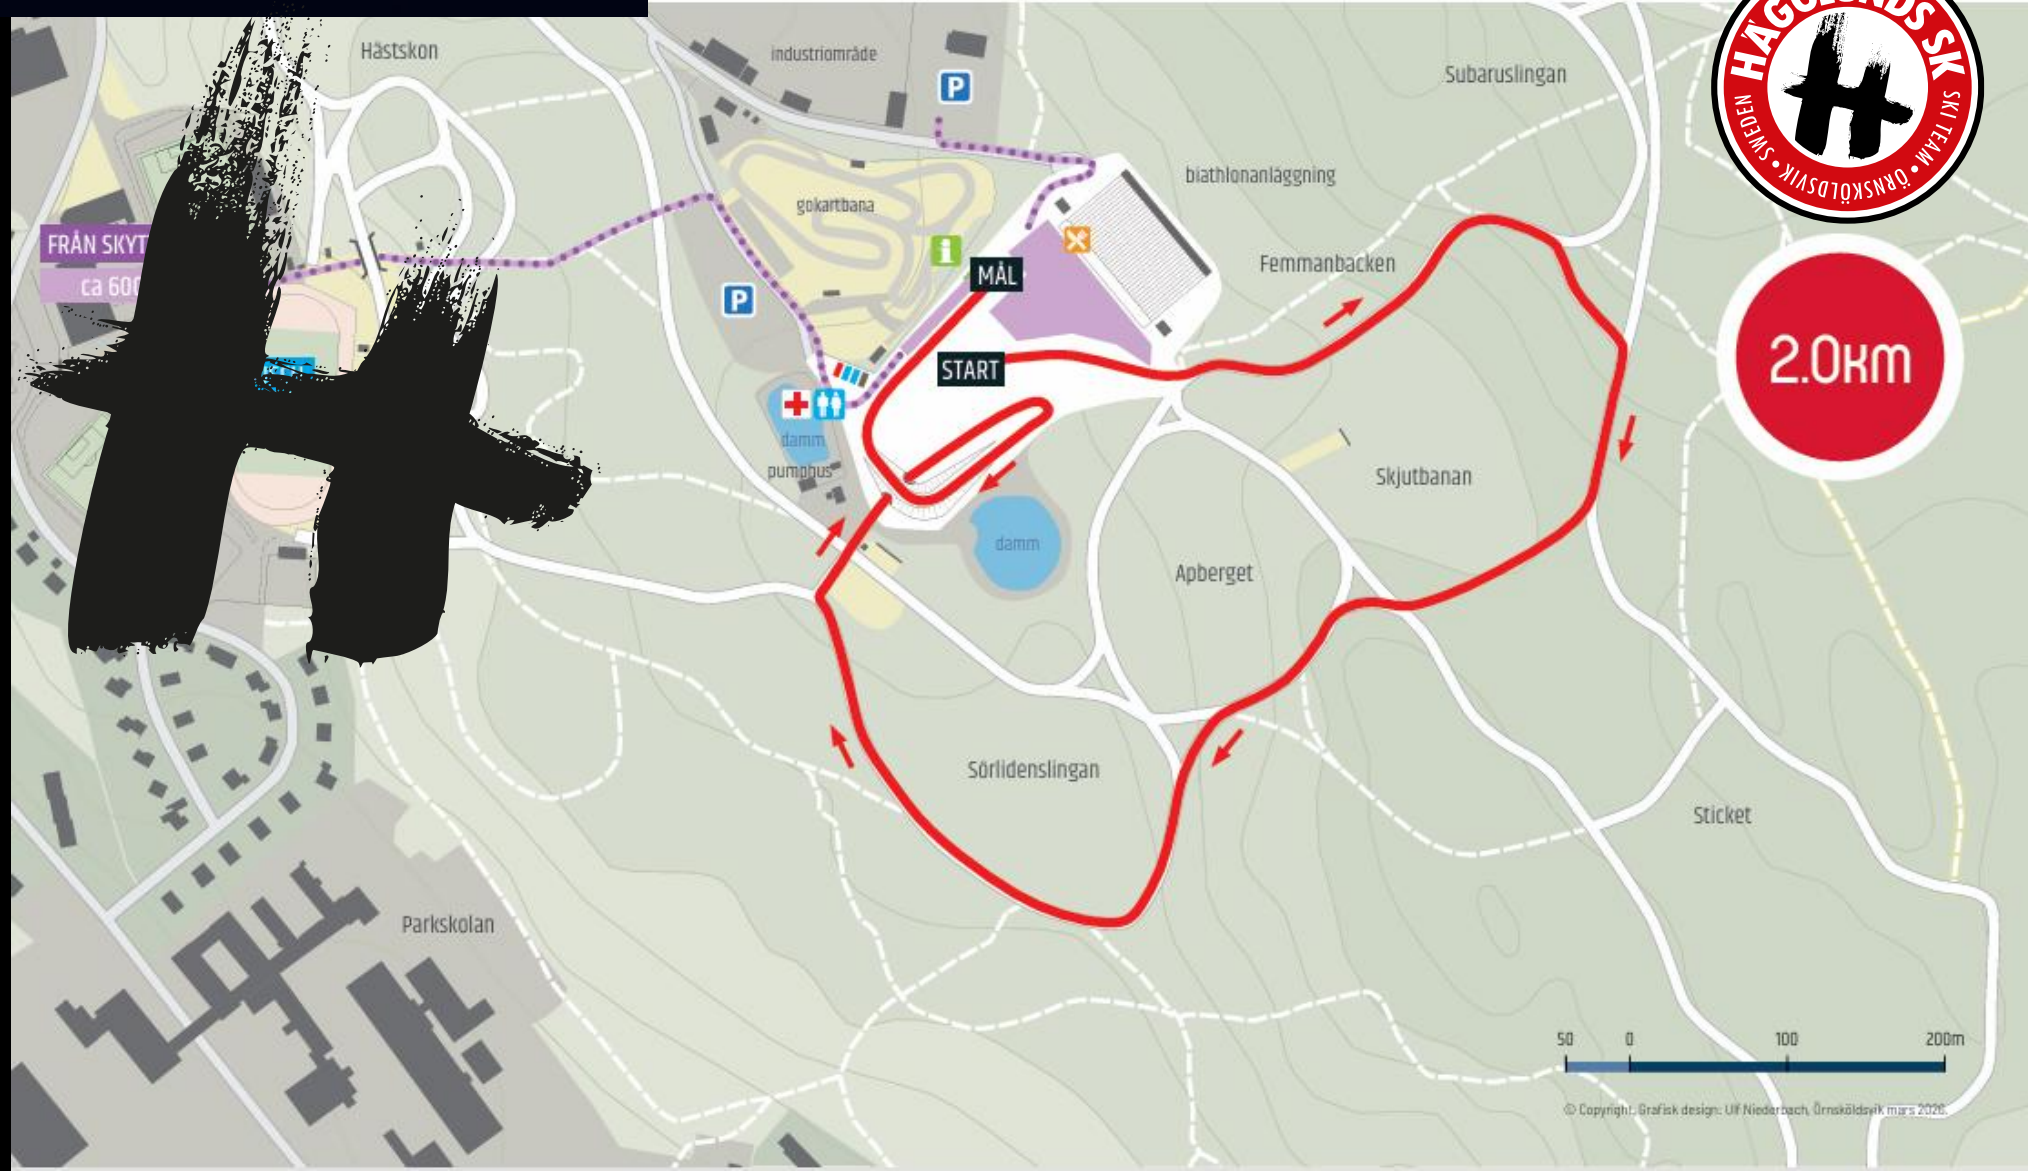 Hästskon
industriområde
P
Subaruslingan
HÄGGLUNDS SK
SKI TEAM • ÖRNSKÖLDSVIK • SWEDEN
biathlonanläggning
gokartbana
FRÅN SKYT
ca 600
i
MÅL
Femmanbacken
P
START
2.0KM
damm
pumphus
Skjutbanan
damm
Apberget
Sörlidenslingan
Sticket
Parkskolan
50 0 100 200m
© Copyright. Grafisk design: Ulf Niederbach, Örnsköldsvik mars 2026.